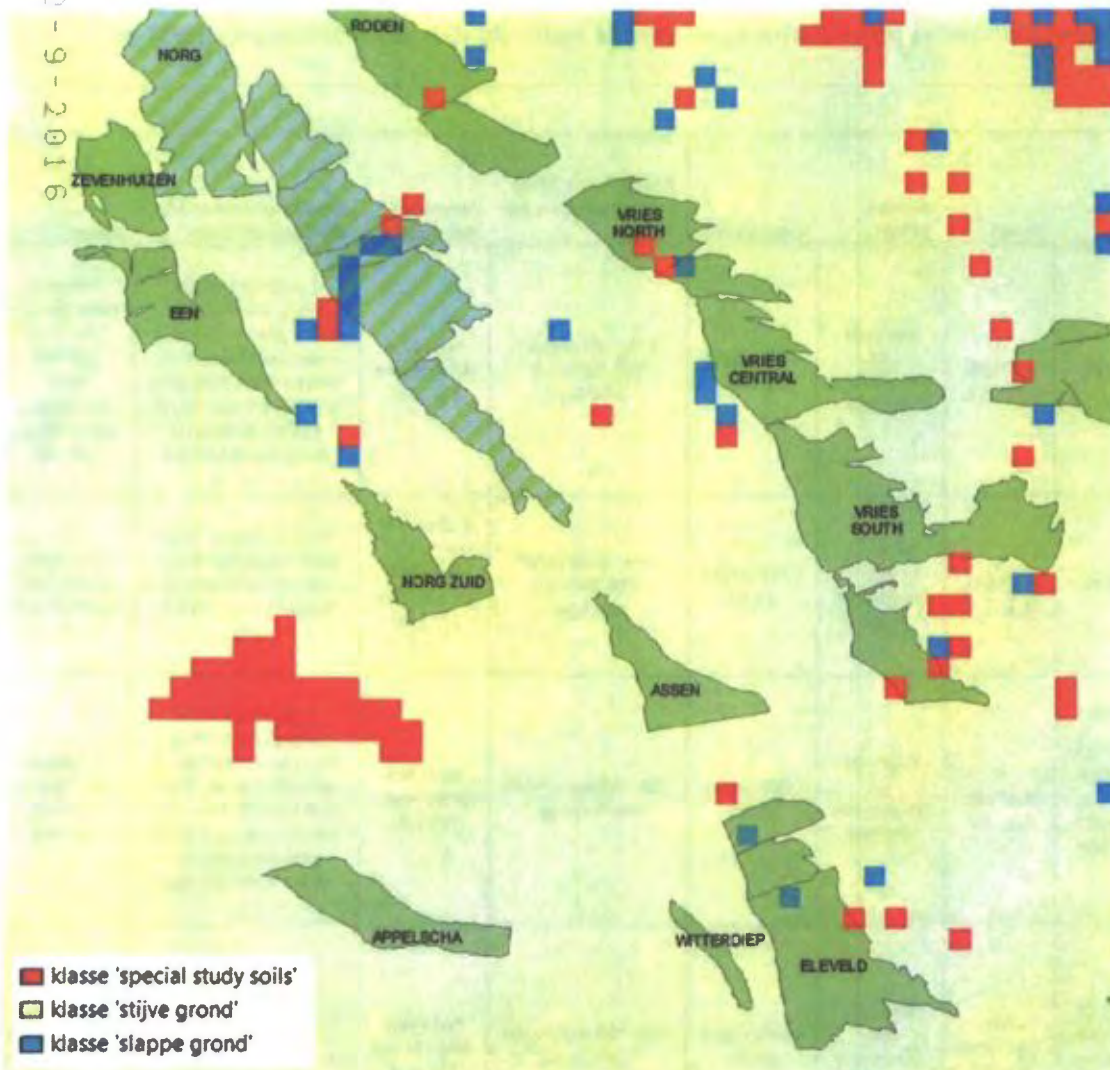 -9-2016
NORG
RODEN
ZEVENHUIZEN
VRIES
NORTH
EEN
VRIES
CENTRAL
VRIES
SOUTH
NORG ZUID
ASSEN
APPELSCHA
WITTERDIEP
ELEVELD
klasse 'special study soils'
klasse 'stijve grond'
klasse 'slappe grond'